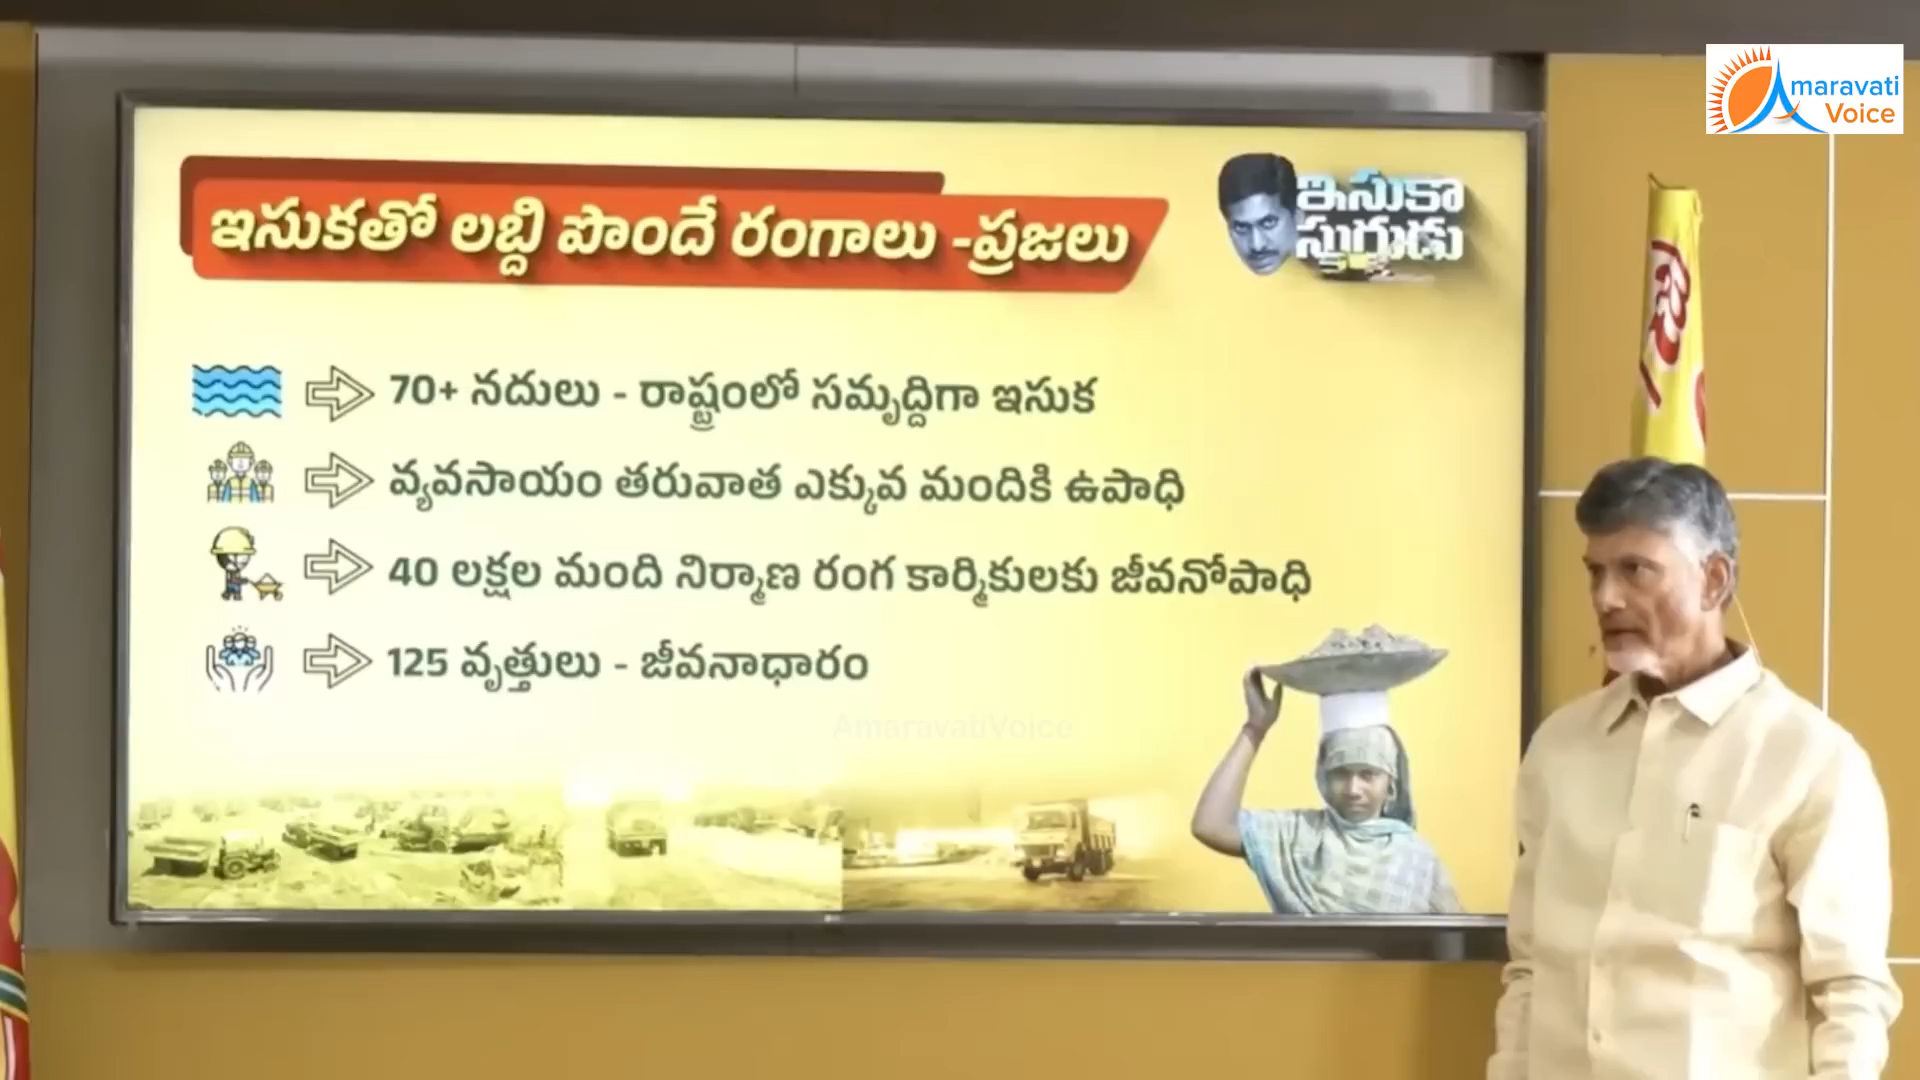 Amaravati
Voice
ఇసుకతో లబ్ది పొందే రంగాలు -ప్రజలు
ఇసుకా
సురుడు
70+ నదులు - రాష్ట్రంలో సమృద్దిగా ఇసుక
వ్యవసాయం తరువాత ఎక్కువ మందికి ఉపాధి
40 లక్షల మంది నిర్మాణ రంగ కార్మికులకు జీవనోపాధి
125 వృత్తులు - జీవనాధారం
AmaravatiVoice